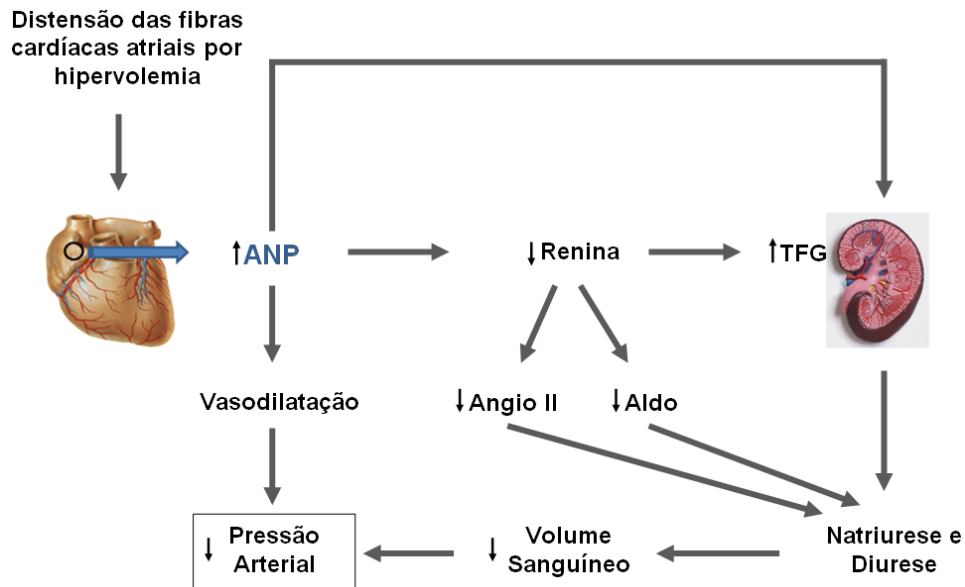 Distensão das fibras
cardíacas atriais por
hipervolemia
↑ANP
↓Renina
↑TFG
Vasodilatação
↓Angio II
↓Aldo
↓ Pressão
Arterial
↓ Volume
Sanguíneo
Natriurese e
Diurese